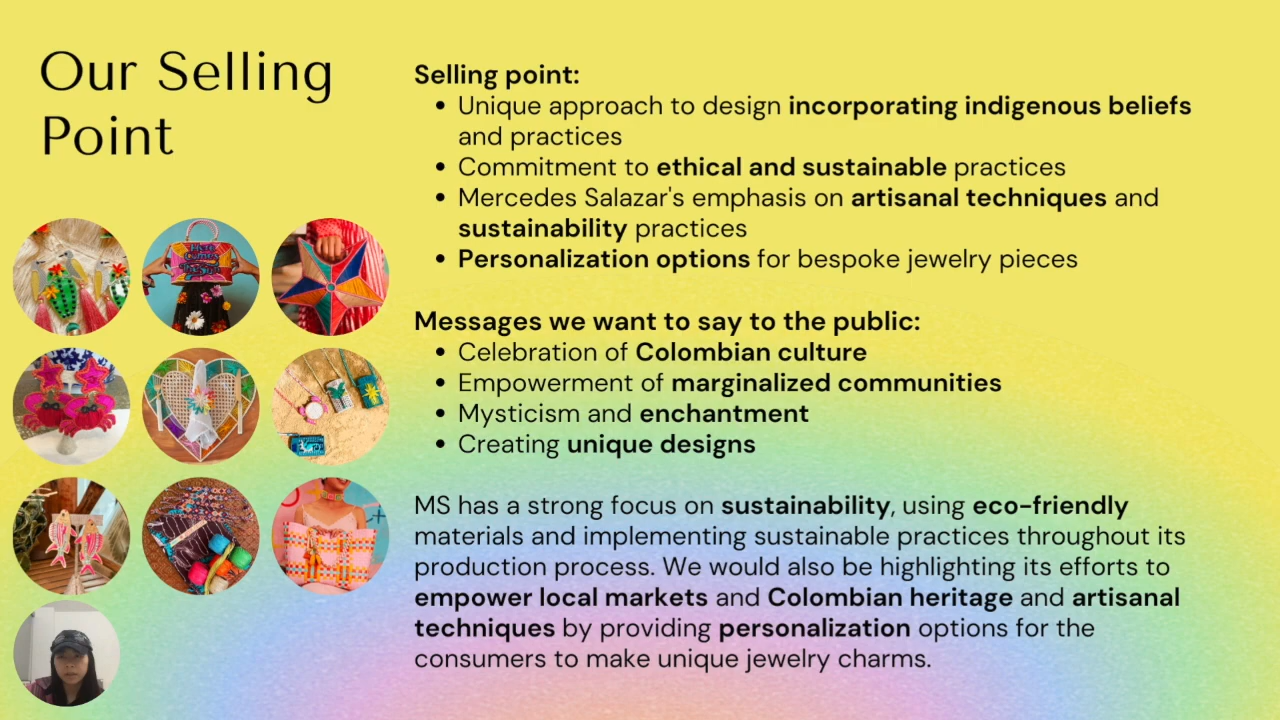 Our Selling
Point
Selling point:
• Unique approach to design incorporating indigenous beliefs
and practices
• Commitment to ethical and sustainable practices
• Mercedes Salazar's emphasis on artisanal techniques and
sustainability practices
• Personalization options for bespoke jewelry pieces
Messages we want to say to the public:
• Celebration of Colombian culture
• Empowerment of marginalized communities
• Mysticism and enchantment
• Creating unique designs
MS has a strong focus on sustainability, using eco-friendly
materials and implementing sustainable practices throughout its
production process. We would also be highlighting its efforts to
empower local markets and Colombian heritage and artisanal
techniques by providing personalization options for the
consumers to make unique jewelry charms.